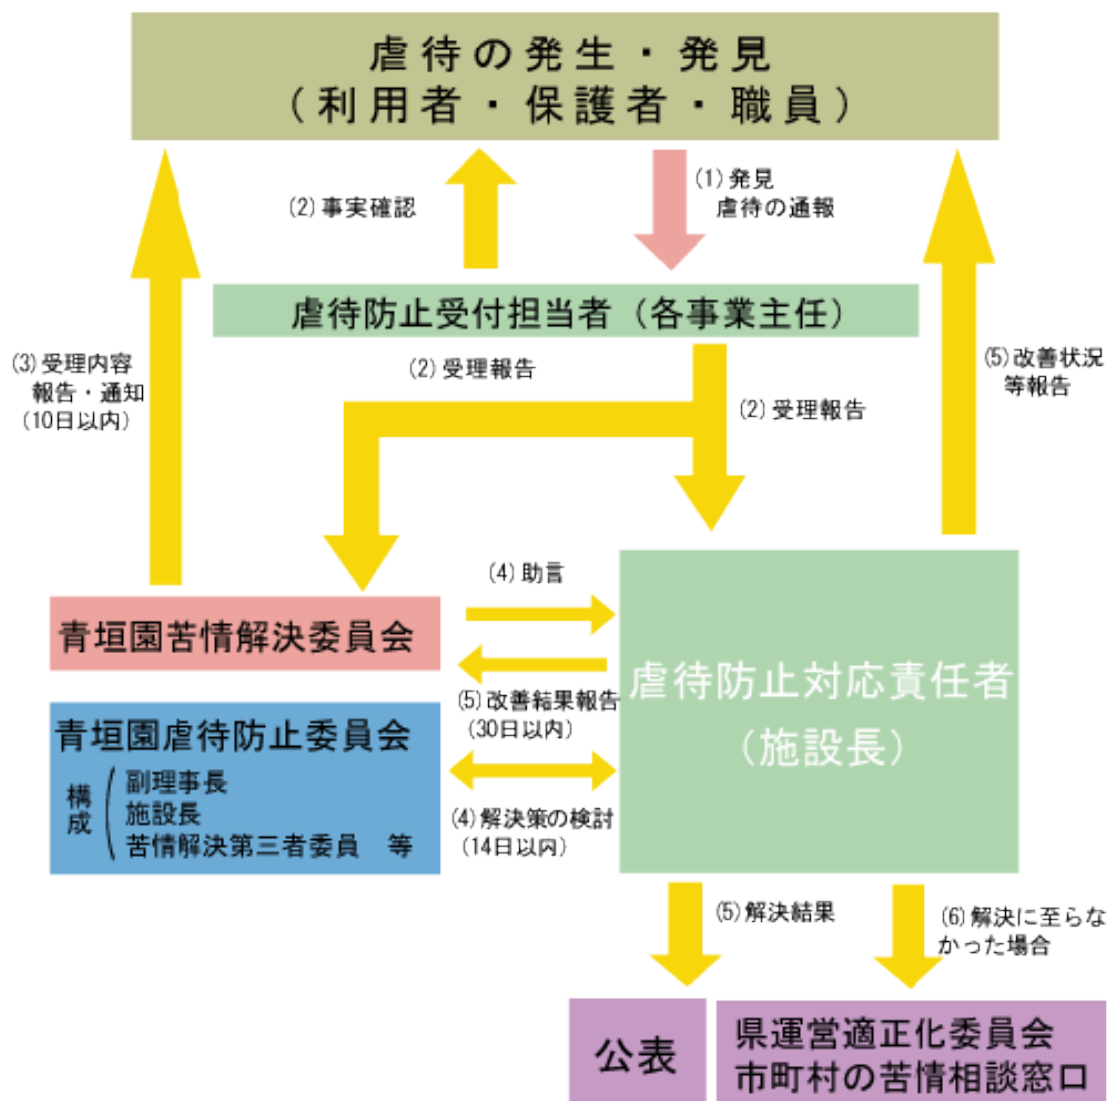 虐待の発生・発見
（利用者・保護者・職員）
(1)発見
虐待の通報
(2)事実確認
虐待防止受付担当者（各事業主任）
(3)受理内容
報告・通知
(10日以内)
(2)受理報告
(2)受理報告
(5)改善状況
等報告
(4)助言
青垣園苦情解決委員会
(5)改善結果報告
(30日以内)
虐待防止対応責任者
（施設長）
青垣園虐待防止委員会
構成
副理事長
施設長
苦情解決第三者委員　等
(4)解決策の検討
(14日以内)
(5)解決結果
(6)解決に至らな
かった場合
公表
県運営適正化委員会
市町村の苦情相談窓口